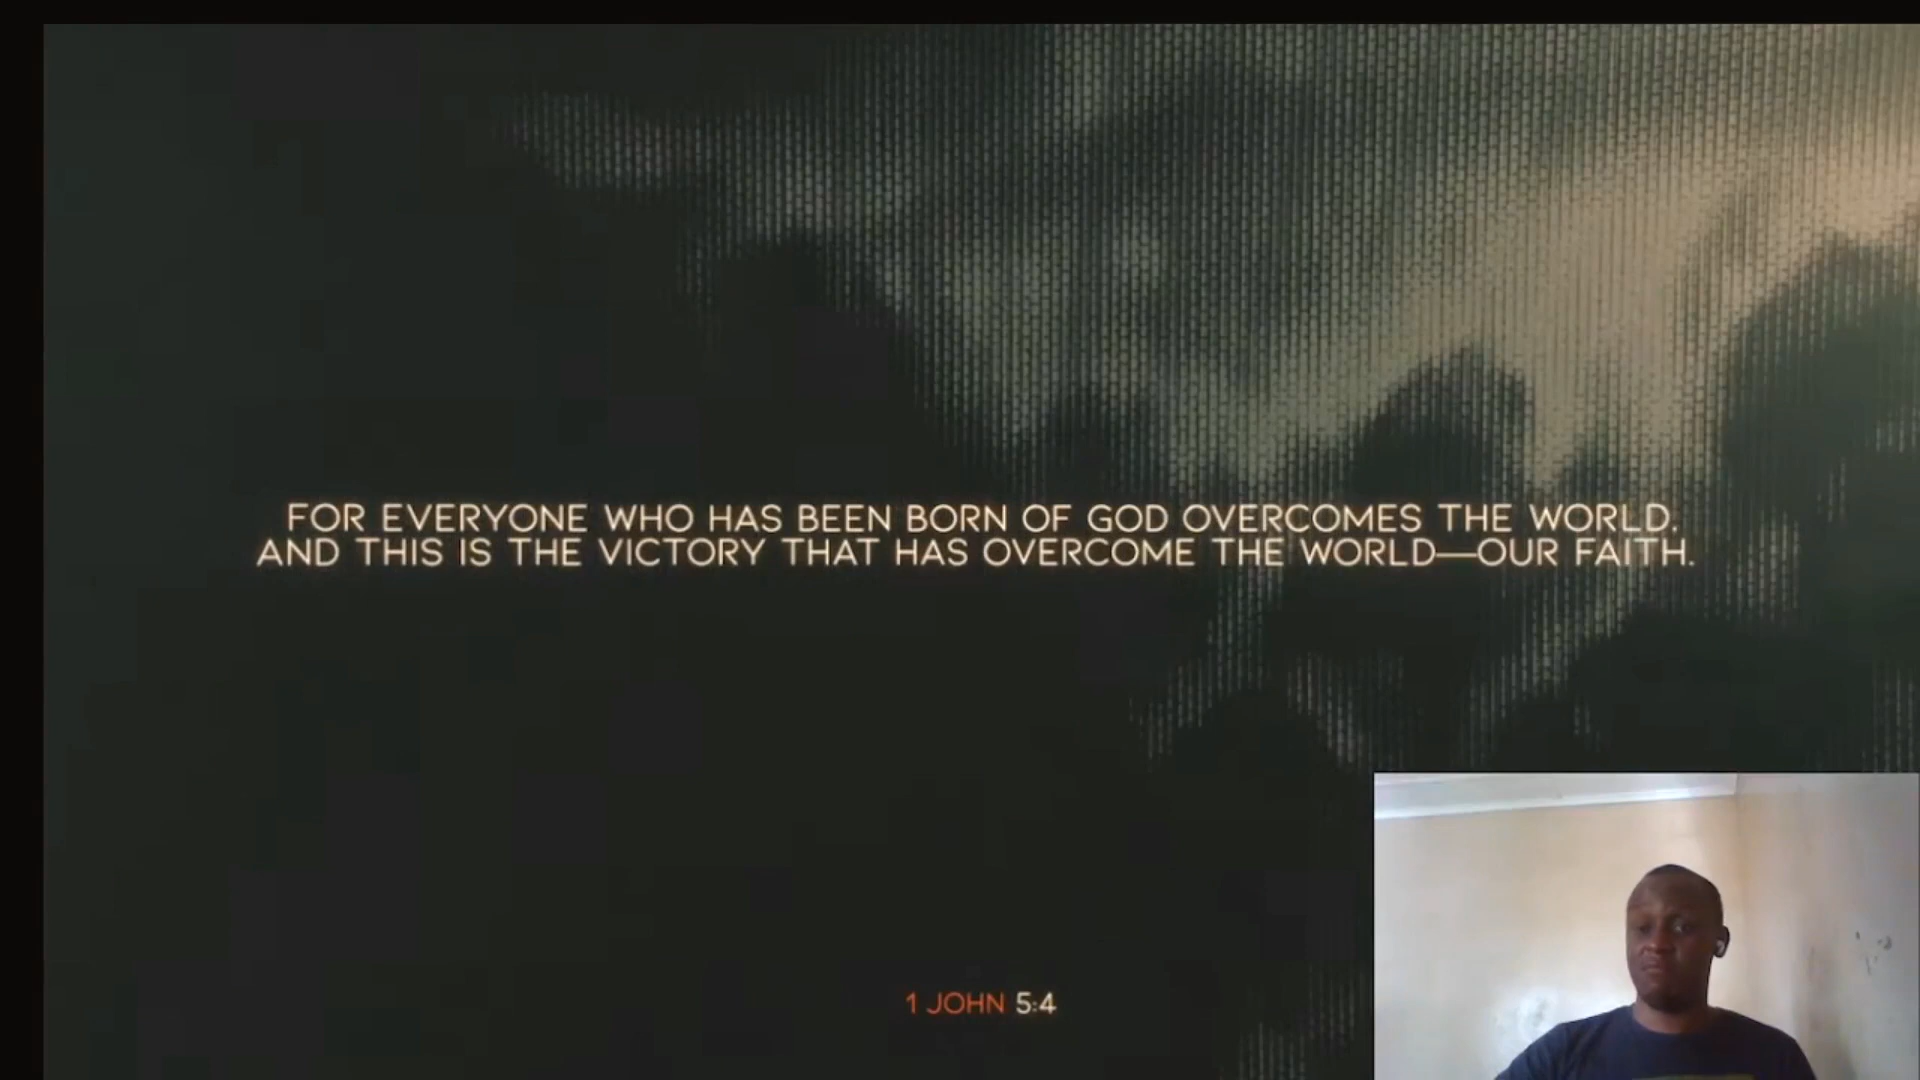 FOR EVERYONE WHO HAS BEEN BORN OF GOD OVERCOMES THE WORLD.
AND THIS IS THE VICTORY THAT HAS OVERCOME THE WORLD—OUR FAITH.
1 JOHN 5:4